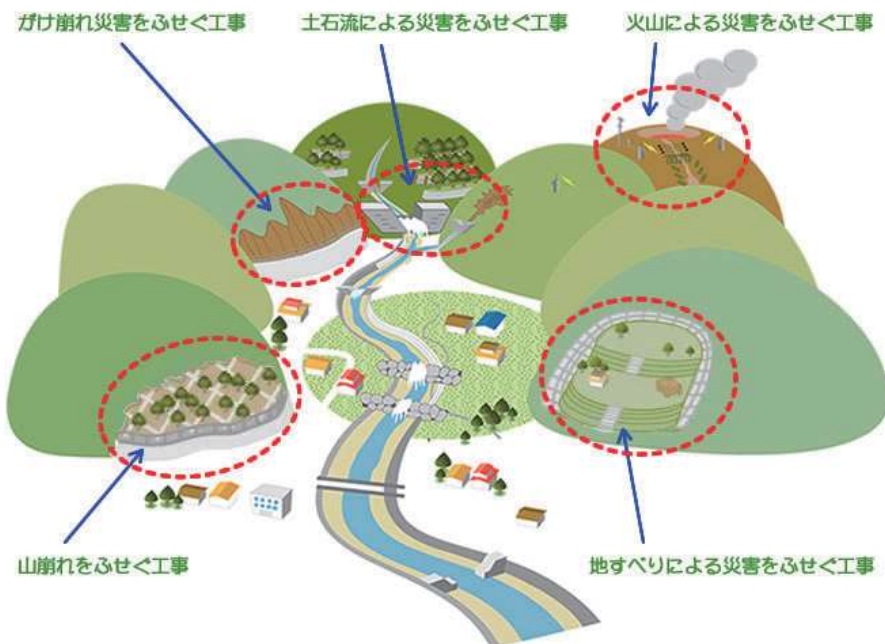 がけ崩れ災害をふせぐ工事
土石流による災害をふせぐ工事
火山による災害をふせぐ工事
山崩れをふせぐ工事
地すべりによる災害をふせぐ工事